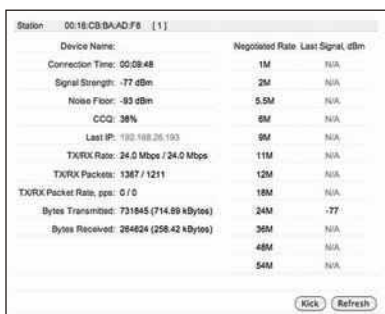 Station 00:16:CB:BA:AD:F8 [1]
Device Name:
Connection Time: 00:09:48
Signal Strength: -77 dBm
Noise Floor: -93 dBm
CCQ: 38%
Last IP: 192.168.26.193
TX/RX Rate: 24.0 Mbps / 24.0 Mbps
TX/RX Packets: 1367 / 1211
TX/RX Packet Rate, pps: 0 / 0
Bytes Transmitted: 731845 (714.69 kBytes)
Bytes Received: 264624 (258.42 kBytes)
Negotiated Rate Last Signal, dBm
1M N/A
2M N/A
5.5M N/A
6M N/A
9M N/A
11M N/A
12M N/A
18M N/A
24M -77
36M N/A
48M N/A
54M N/A
Kick Refresh